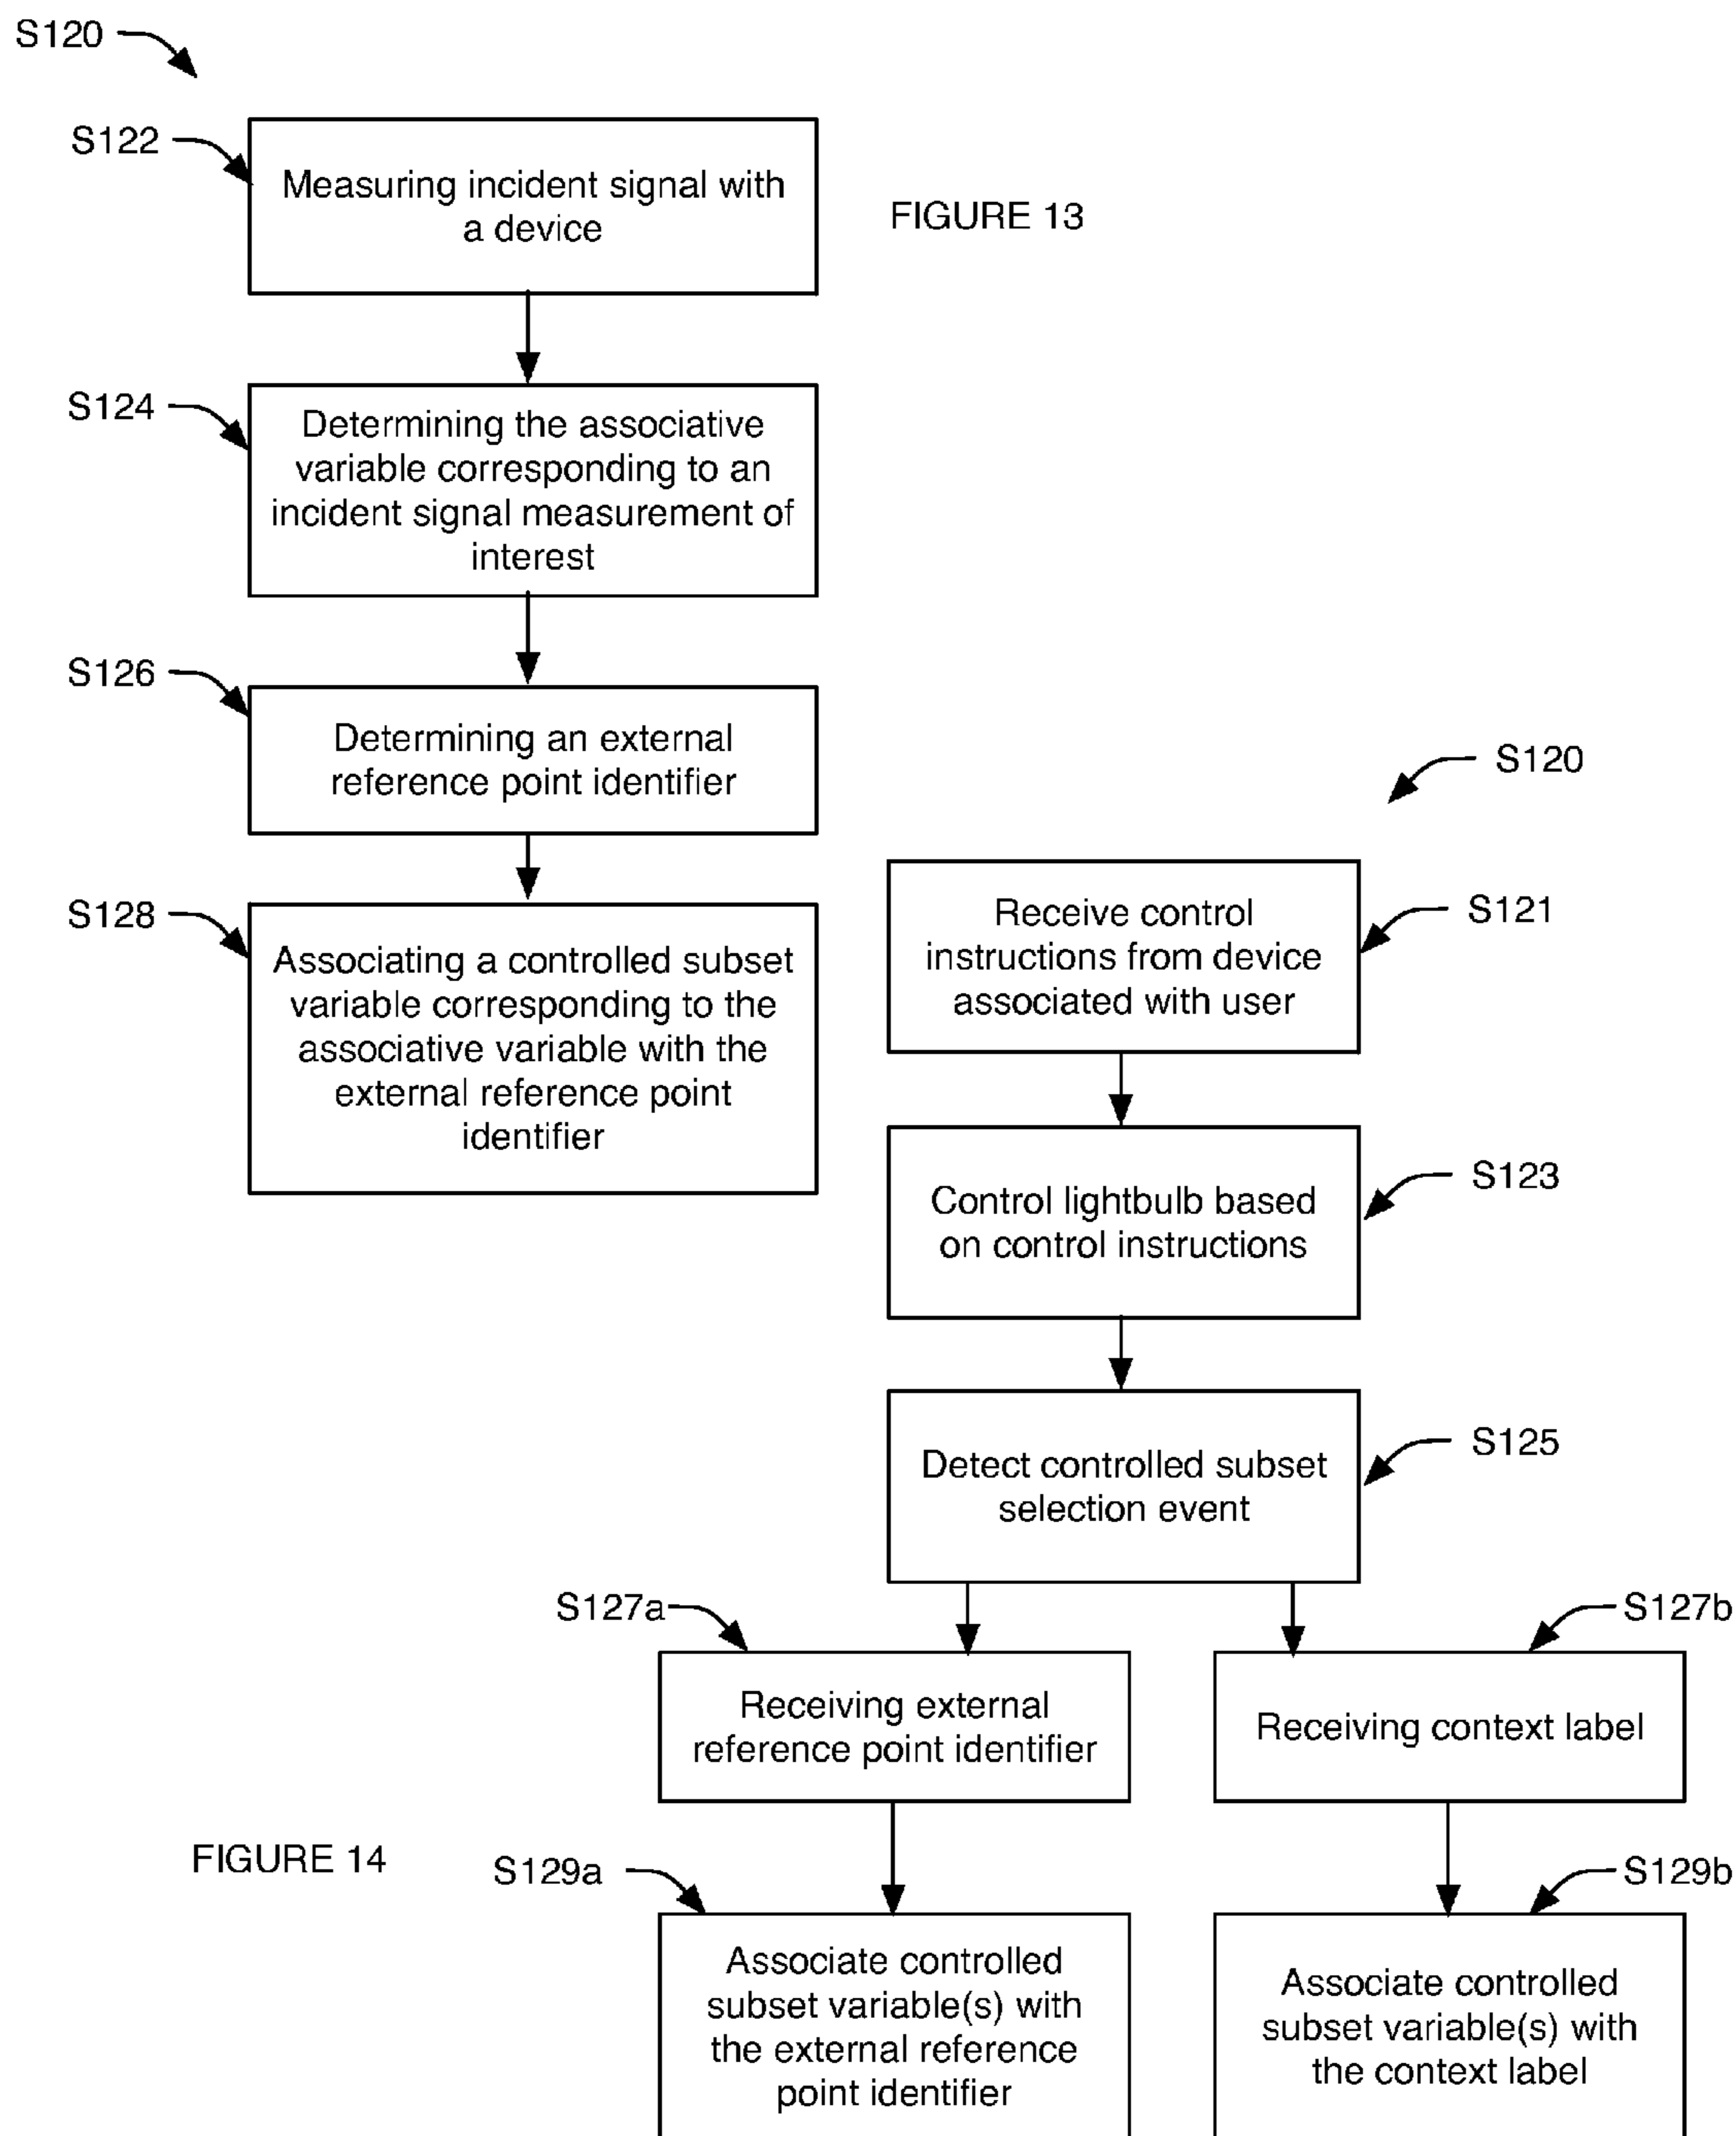 S120
S122
Measuring incident signal with
a device
FIGURE 13
S124
Determining the associative
variable corresponding to an
incident signal measurement of
interest
S126
Determining an external
reference point identifier
S128
Associating a controlled subset
variable corresponding to the
associative variable with the
external reference point
identifier
S120
S121
Receive control
instructions from device
associated with user
S123
Control lightbulb based
on control instructions
S125
Detect controlled subset
selection event
S127a
Receiving external
reference point identifier
S127b
Receiving context label
FIGURE 14
S129a
Associate controlled
subset variable(s) with
the external reference
point identifier
S129b
Associate controlled
subset variable(s) with
the context label